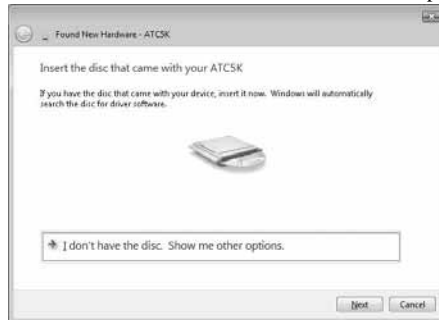 Found New Hardware - ATC5K
Insert the disc that came with your ATC5K
If you have the disc that came with your device, insert it now. Windows will automatically
search the disc for driver software.
I don't have the disc. Show me other options.
Next Cancel